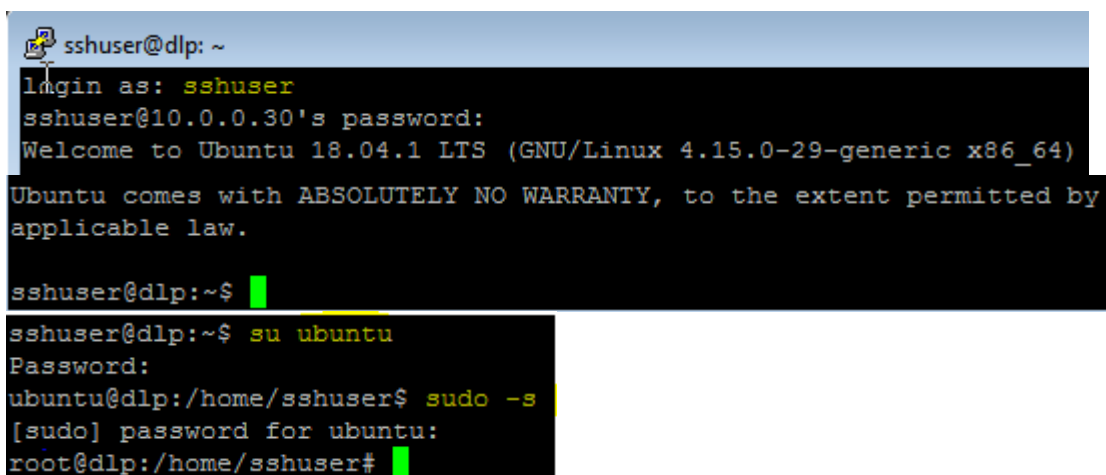 sshuser@dlp: ~
login as: sshuser
sshuser@10.0.0.30's password:
Welcome to Ubuntu 18.04.1 LTS (GNU/Linux 4.15.0-29-generic x86_64)
Ubuntu comes with ABSOLUTELY NO WARRANTY, to the extent permitted by
applicable law.
sshuser@dlp:~$
sshuser@dlp:~$ su ubuntu
Password:
ubuntu@dlp:/home/sshuser$ sudo -s
[sudo] password for ubuntu:
root@dlp:/home/sshuser#